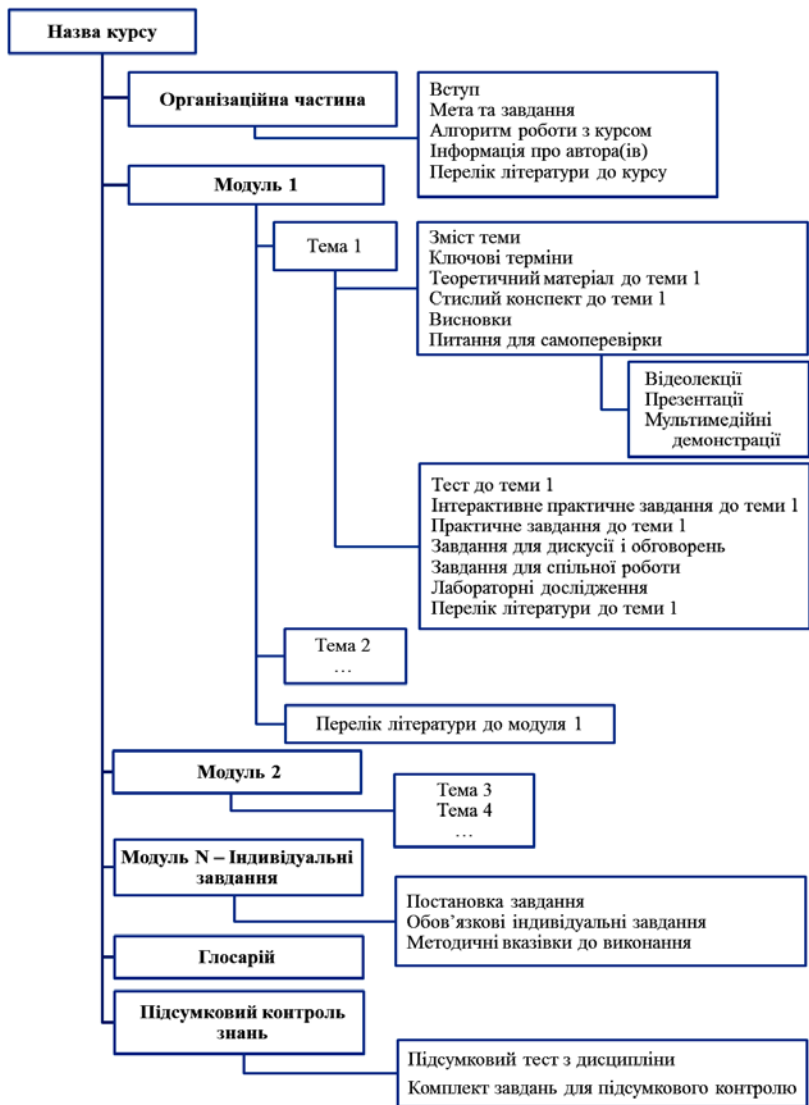 Назва курсу
Організаційна частина
Вступ
Мета та завдання
Алгоритм роботи з курсом
Інформація про автора(ів)
Перелік літератури до курсу
Модуль 1
Тема 1
Зміст теми
Ключові терміни
Теоретичний матеріал до теми 1
Стислий конспект до теми 1
Висновки
Питання для самоперевірки
Відеолекції
Презентації
Мультимедійні
демонстрації
Тест до теми 1
Інтерактивне практичне завдання до теми 1
Практичне завдання до теми 1
Завдання для дискусії і обговорень
Завдання для спільної роботи
Лабораторні дослідження
Перелік літератури до теми 1
Тема 2
…
Перелік літератури до модуля 1
Модуль 2
Тема 3
Тема 4
…
Модуль N – Індивідуальні
завдання
Постановка завдання
Обов’язкові індивідуальні завдання
Методичні вказівки до виконання
Глосарій
Підсумковий контроль
знань
Підсумковий тест з дисципліни
Комплект завдань для підсумкового контролю